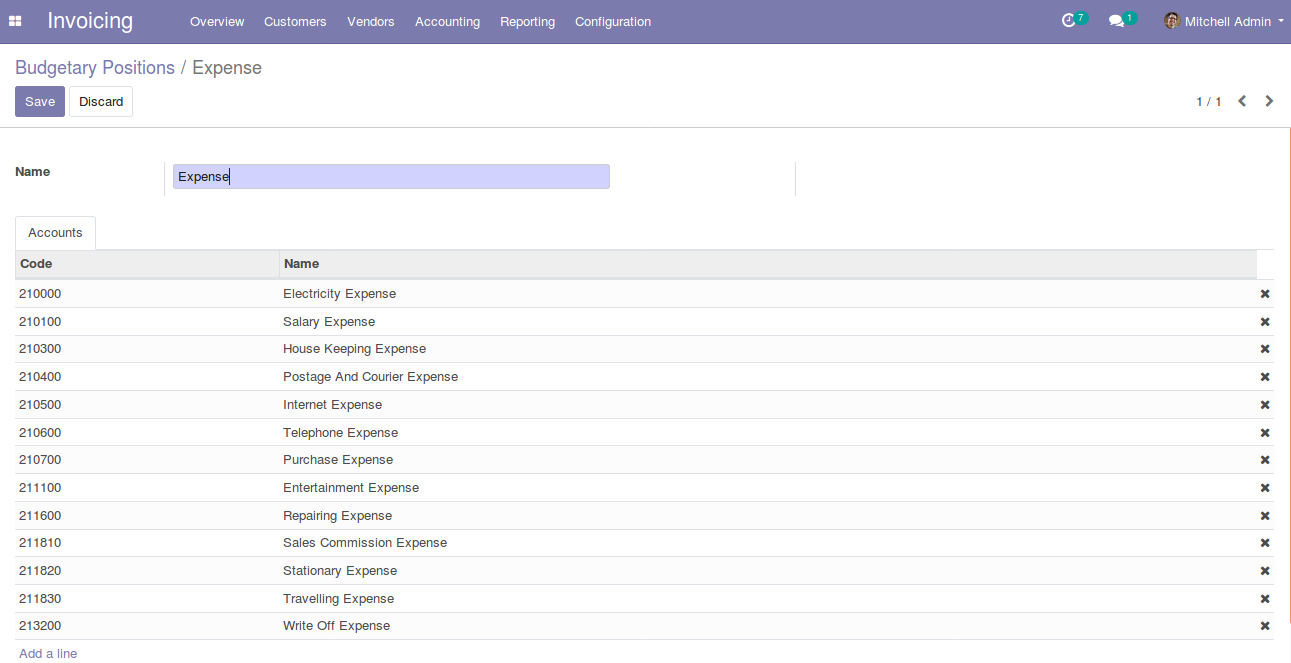 Invoicing Overview Customers Vendors Accounting Reporting Configuration 7 1 Mitchell Admin
Budgetary Positions / Expense
Save Discard 1 / 1
Name Expense
Accounts
Code Name
210000 Electricity Expense
210100 Salary Expense
210300 House Keeping Expense
210400 Postage And Courier Expense
210500 Internet Expense
210600 Telephone Expense
210700 Purchase Expense
211100 Entertainment Expense
211600 Repairing Expense
211810 Sales Commission Expense
211820 Stationary Expense
211830 Travelling Expense
213200 Write Off Expense
Add a line